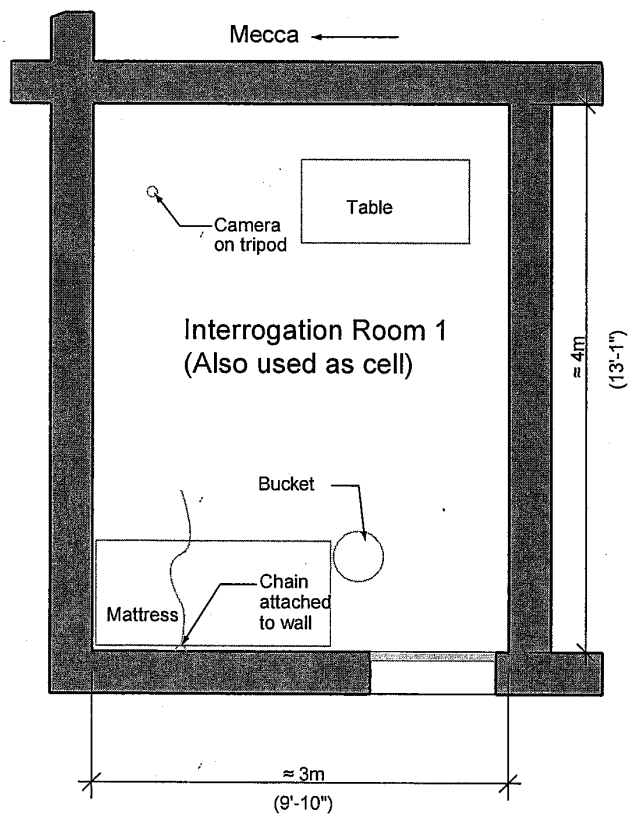 Mecca
Table
Camera
on tripod
Interrogation Room 1
(Also used as cell)
≈ 4m
(13'-1")
Bucket
Chain
attached
to wall
Mattress
≈ 3m
(9'-10")